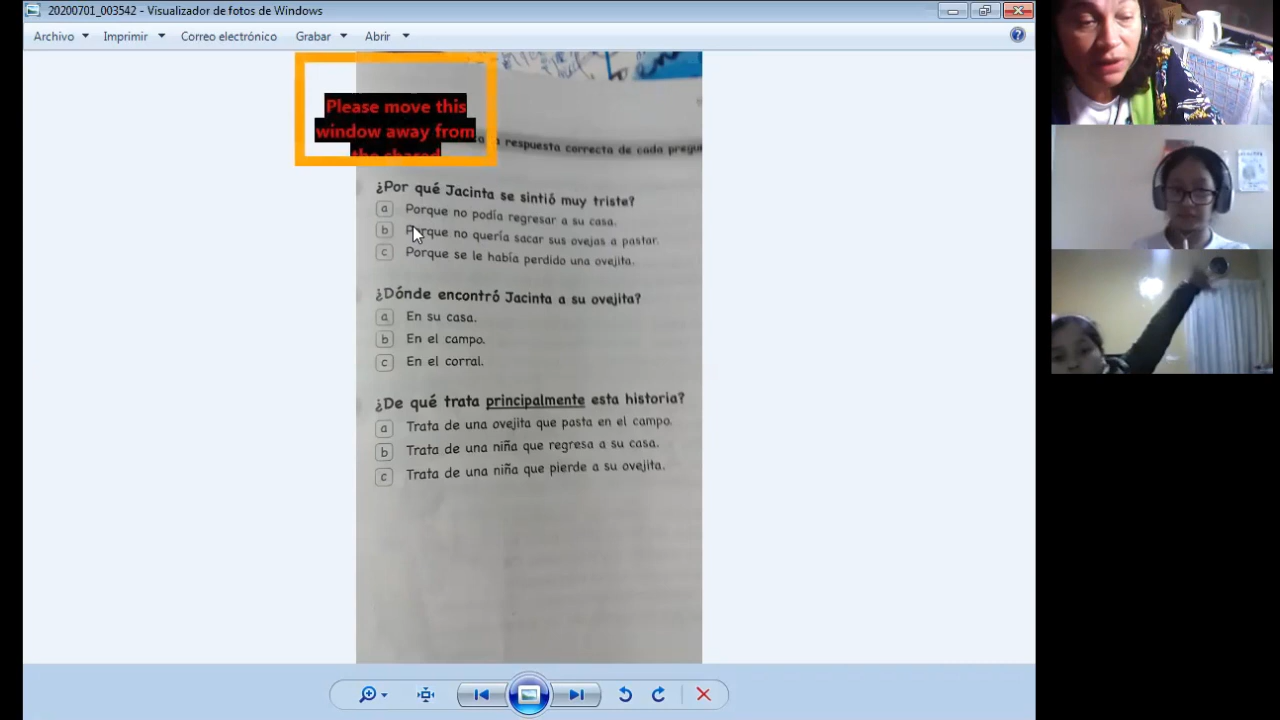 20200701_003542 - Visualizador de fotos de Windows
Archivo Imprimir Correo electrónico Grabar Abrir
Please move this
window away from
the shared
respuesta correcta de cada
¿Por qué Jacinta se sintió muy triste?
a Porque no podía regresar a su casa.
b Porque no quería sacar sus ovejas a pastar.
c Porque se le había perdido una ovejita.
¿Dónde encontró Jacinta a su ovejita?
a En su casa.
b En el campo.
c En el corral.
¿De qué trata principalmente esta historia?
a Trata de una ovejita que pasta en el campo.
b Trata de una niña que regresa a su casa.
c Trata de una niña que pierde a su ovejita.